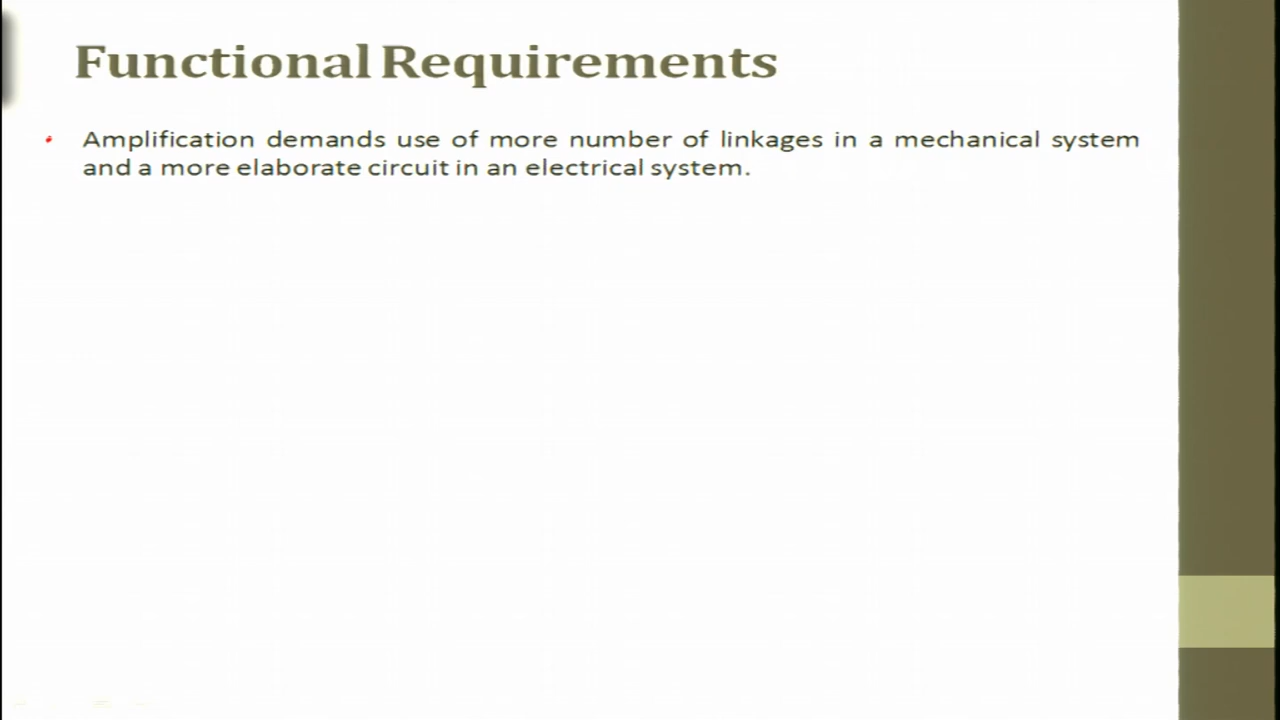 Functional Requirements
• Amplification demands use of more number of linkages in a mechanical system
and a more elaborate circuit in an electrical system.